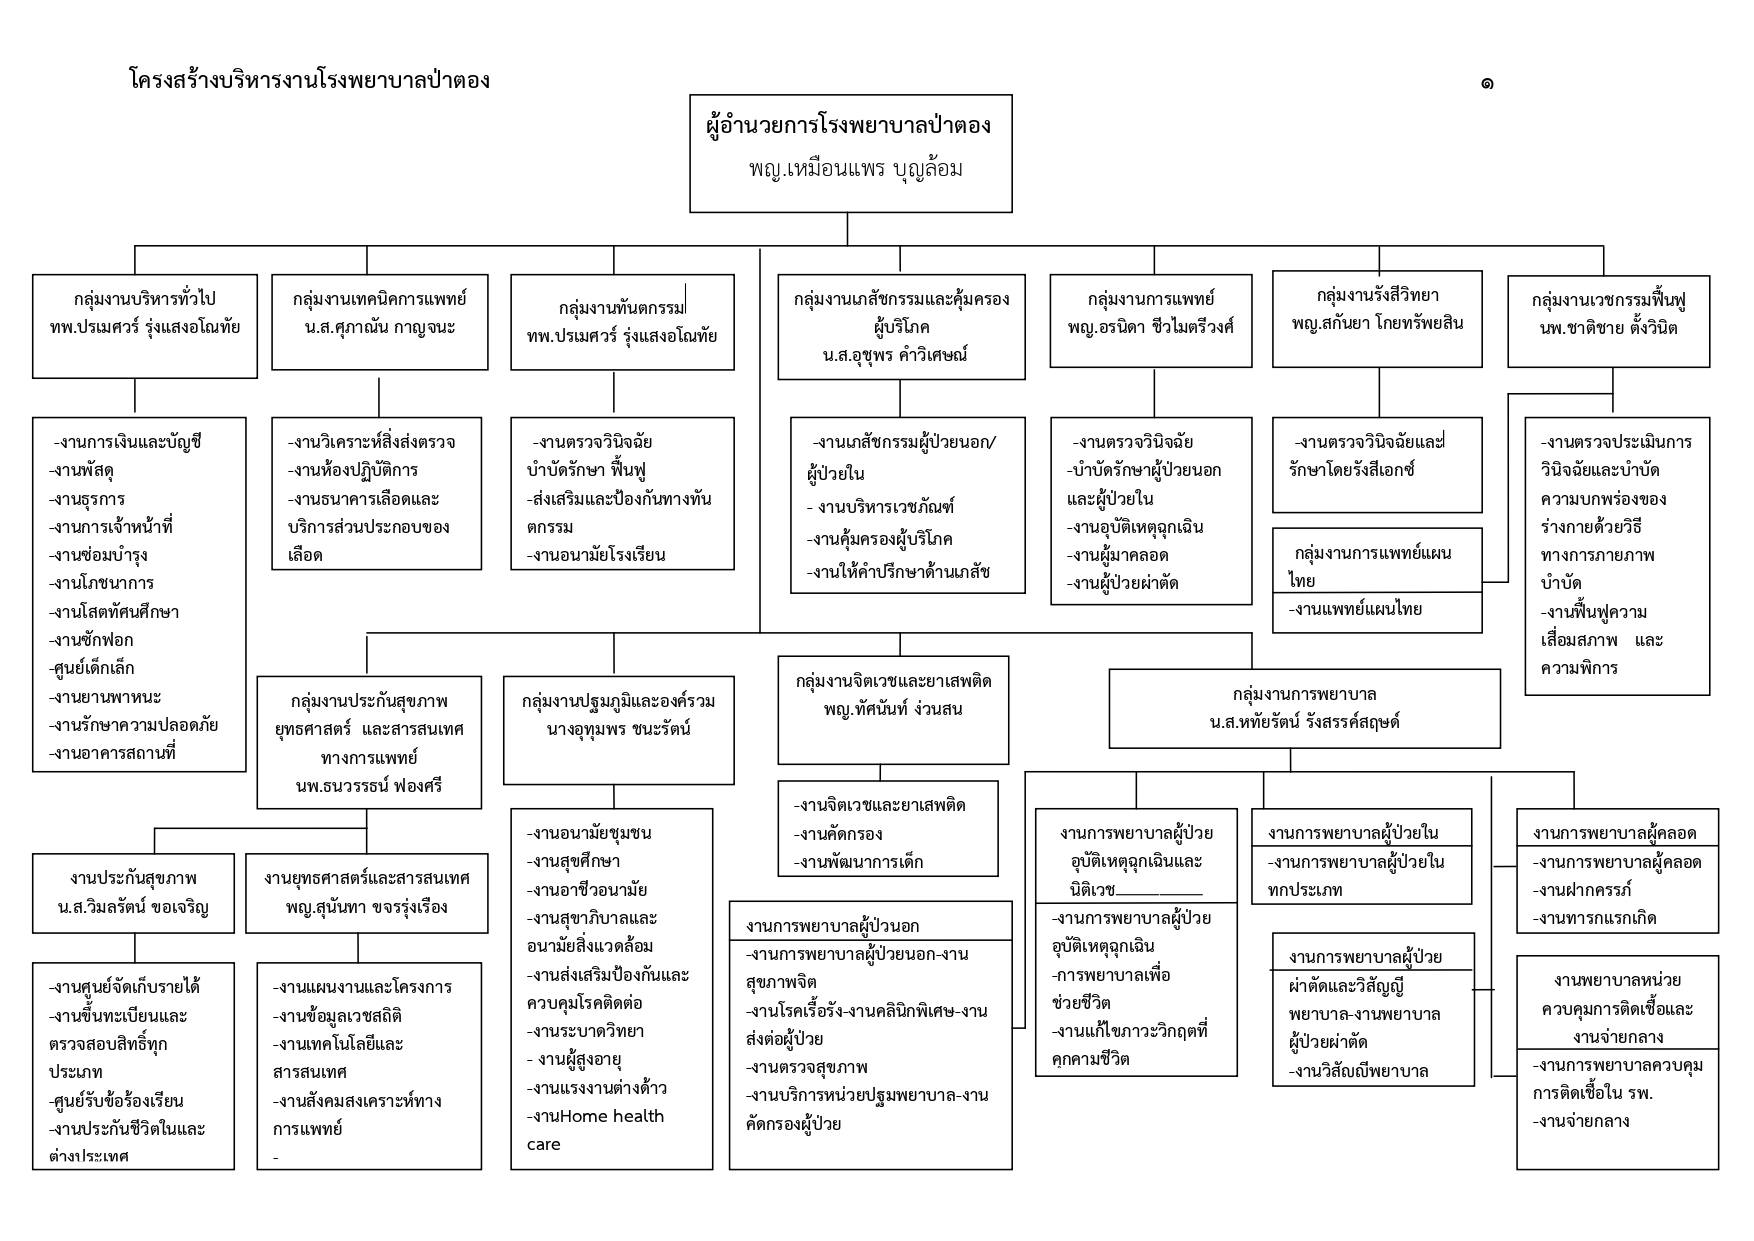 โครงสร้างบริหารงานโรงพยาบาลป่าตอง
๑
ผู้อำนวยการโรงพยาบาลป่าตอง
พญ.เหมือนแพร บุญล้อม
กลุ่มงานบริหารทั่วไป
ทพ.ปรเมศวร์ รุ่งแสงอโณทัย
กลุ่มงานเทคนิคการแพทย์
น.ส.ศุภาณัน กาญจนะ
กลุ่มงานทันตกรรม
ทพ.ปรเมศวร์ รุ่งแสงอโณทัย
กลุ่มงานเภสัชกรรมและคุ้มครอง
ผู้บริโภค
น.ส.อุชุพร คำวิเศษณ์
กลุ่มงานการแพทย์
พญ.อรนิดา ชีวไมตรีวงศ์
กลุ่มงานรังสีวิทยา
พญ.สกันยา โกยทรัพยสิน
กลุ่มงานเวชกรรมฟื้นฟู
นพ.ชาติชาย ตั้งวินิต
-งานการเงินและบัญชี
-งานพัสดุ
-งานธุรการ
-งานการเจ้าหน้าที่
-งานซ่อมบำรุง
-งานโภชนาการ
-งานโสตทัศนศึกษา
-งานซักฟอก
-ศูนย์เด็กเล็ก
-งานยานพาหนะ
-งานรักษาความปลอดภัย
-งานอาคารสถานที่
-งานวิเคราะห์สิ่งส่งตรวจ
-งานห้องปฏิบัติการ
-งานธนาคารเลือดและ
บริการส่วนประกอบของ
เลือด
-งานตรวจวินิจฉัย
บำบัดรักษา ฟื้นฟู
-ส่งเสริมและป้องกันทางทัน
ตกรรม
-งานอนามัยโรงเรียน
-งานเภสัชกรรมผู้ป่วยนอก/
ผู้ป่วยใน
- งานบริหารเวชภัณฑ์
-งานคุ้มครองผู้บริโภค
-งานให้คำปรึกษาด้านเภสัช
-งานตรวจวินิจฉัย
-บำบัดรักษาผู้ป่วยนอก
และผู้ป่วยใน
-งานอุบัติเหตุฉุกเฉิน
-งานผู้มาคลอด
-งานผู้ป่วยผ่าตัด
-งานตรวจวินิจฉัยและ
รักษาโดยรังสีเอกซ์
กลุ่มงานการแพทย์แผน
ไทย
-งานแพทย์แผนไทย
-งานตรวจประเมินการ
วินิจฉัยและบำบัด
ความบกพร่องของ
ร่างกายด้วยวิธี
ทางการภายภาพ
บำบัด
-งานฟื้นฟูความ
เสื่อมสภาพ และ
ความพิการ
กลุ่มงานประกันสุขภาพ
ยุทธศาสตร์ และสารสนเทศ
ทางการแพทย์
นพ.ธนวรรธน์ ฟองศรี
กลุ่มงานปฐมภูมิและองค์รวม
นางอุทุมพร ชนะรัตน์
กลุ่มงานจิตเวชและยาเสพติด
พญ.ทัศนันท์ ง่วนสน
กลุ่มงานการพยาบาล
น.ส.หทัยรัตน์ รังสรรค์สฤษด์
งานประกันสุขภาพ
น.ส.วิมลรัตน์ ขอเจริญ
งานยุทธศาสตร์และสารสนเทศ
พญ.สุนันทา ขจรรุ่งเรือง
-งานศูนย์จัดเก็บรายได้
-งานขึ้นทะเบียนและ
ตรวจสอบสิทธิ์ทุก
ประเภท
-ศูนย์รับข้อร้องเรียน
-งานประกันชีวิตในและ
ต่างประเทศ
-งานแผนงานและโครงการ
-งานข้อมูลเวชสถิติ
-งานเทคโนโลยีและ
สารสนเทศ
-งานสังคมสงเคราะห์ทาง
การแพทย์
-
-งานอนามัยชุมชน
-งานสุขศึกษา
-งานอาชีวอนามัย
-งานสุขาภิบาลและ
อนามัยสิ่งแวดล้อม
-งานส่งเสริมป้องกันและ
ควบคุมโรคติดต่อ
-งานระบาดวิทยา
- งานผู้สูงอายุ
-งานแรงงานต่างด้าว
-งานHome health
care
-งานจิตเวชและยาเสพติด
-งานคัดกรอง
-งานพัฒนาการเด็ก
งานการพยาบาลผู้ป่วนอก
-งานการพยาบาลผู้ป่วยนอก-งาน
สุขภาพจิต
-งานโรคเรื้อรัง-งานคลินิกพิเศษ-งาน
ส่งต่อผู้ป่วย
-งานตรวจสุขภาพ
-งานบริการหน่วยปฐมพยาบาล-งาน
คัดกรองผู้ป่วย
งานการพยาบาลผู้ป่วย
อุบัติเหตุฉุกเฉินและ
นิติเวช
-งานการพยาบาลผู้ป่วย
อุบัติเหตุฉุกเฉิน
-การพยาบาลเพื่อ
ช่วยชีวิต
-งานแก้ไขภาวะวิกฤตที่
คุกคามชีวิต
งานการพยาบาลผู้ป่วยใน
-งานการพยาบาลผู้ป่วยใน
ทกประเภท
งานการพยาบาลผู้ป่วย
ผ่าตัดและวิสัญญี
พยาบาล-งานพยาบาล
ผู้ป่วยผ่าตัด
-งานวิสัญญีพยาบาล
งานการพยาบาลผู้คลอด
-งานการพยาบาลผู้คลอด
-งานฝากครรภ์
-งานทารกแรกเกิด
งานพยาบาลหน่วย
ควบคุมการติดเชื้อและ
งานจ่ายกลาง
-งานการพยาบาลควบคุม
การติดเชื้อใน รพ.
-งานจ่ายกลาง